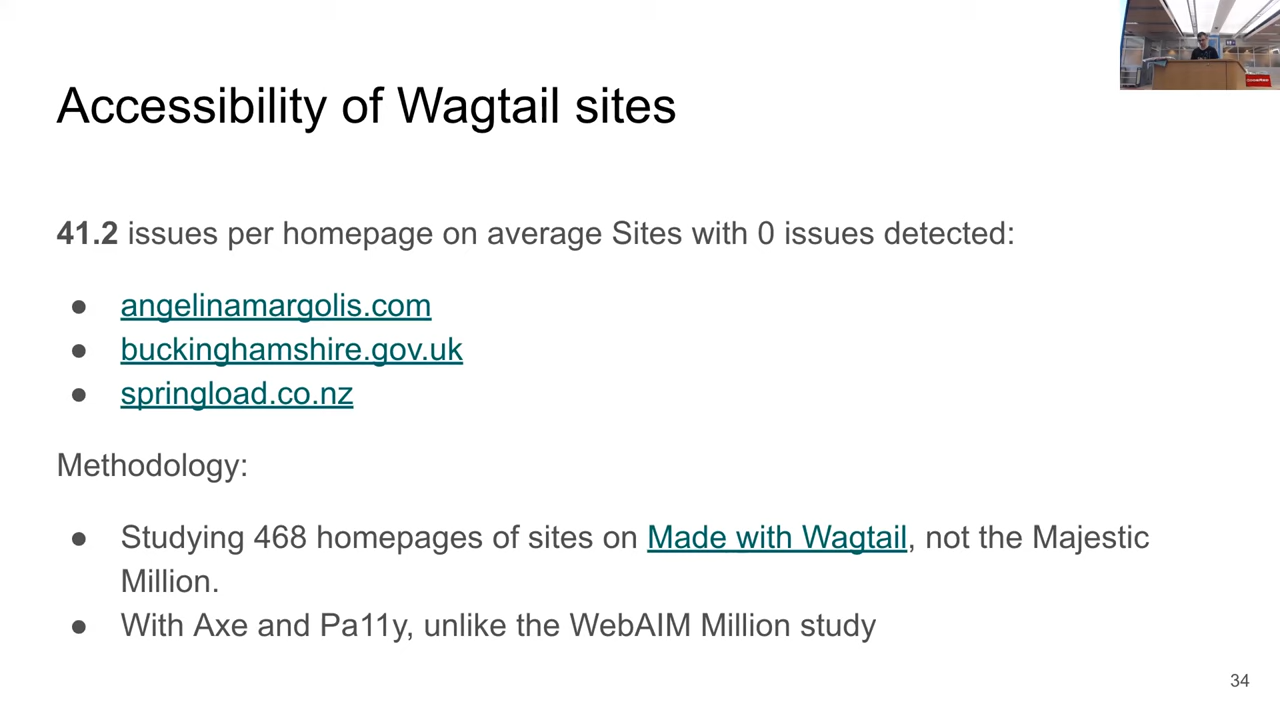 Accessibility of Wagtail sites
41.2 issues per homepage on average Sites with 0 issues detected:
● angelinamargolis.com
● buckinghamshire.gov.uk
● springload.co.nz
Methodology:
● Studying 468 homepages of sites on Made with Wagtail, not the Majestic
Million.
● With Axe and Pa11y, unlike the WebAIM Million study
34